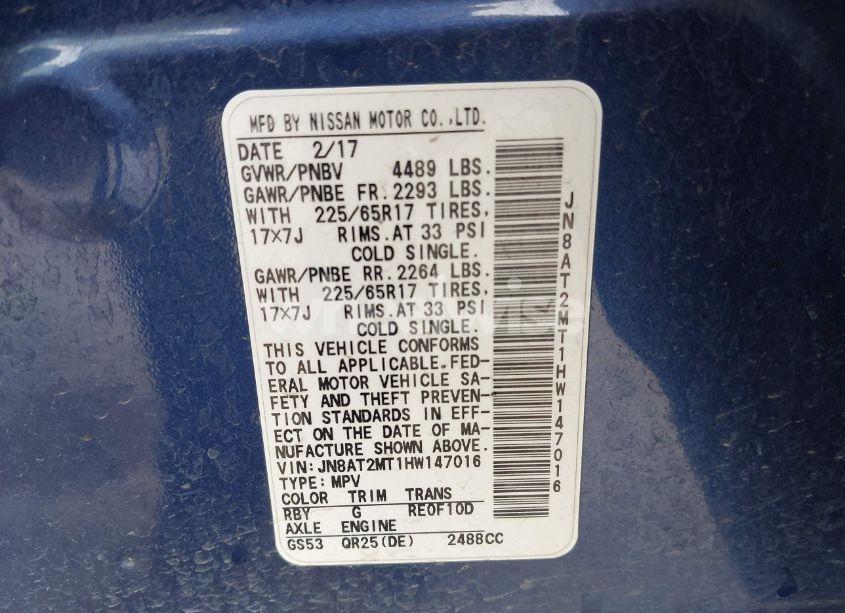 MFD BY NISSAN MOTOR CO.,LTD.
DATE 2/17
GVWR/PNBV 4489 LBS.
GAWR/PNBE FR.2293 LBS.
WITH 225/65R17 TIRES,
17×7J RIMS.AT 33 PSI
COLD SINGLE.
GAWR/PNBE RR.2264 LBS.
WITH 225/65R17 TIRES,
17×7J RIMS.AT 33 PSI
COLD SINGLE.
THIS VEHICLE CONFORMS
TO ALL APPLICABLE.FED-
ERAL MOTOR VEHICLE SA-
FETY AND THEFT PREVEN-
TION STANDARDS IN EFF-
ECT ON THE DATE OF MA-
NUFACTURE SHOWN ABOVE.
VIN:JN8AT2MT1HW147016
TYPE:MPV
COLOR TRIM TRANS
RBY G RE0F10D
AXLE ENGINE
GS53 QR25(DE) 2488CC
JN8AT2MT1HW147016